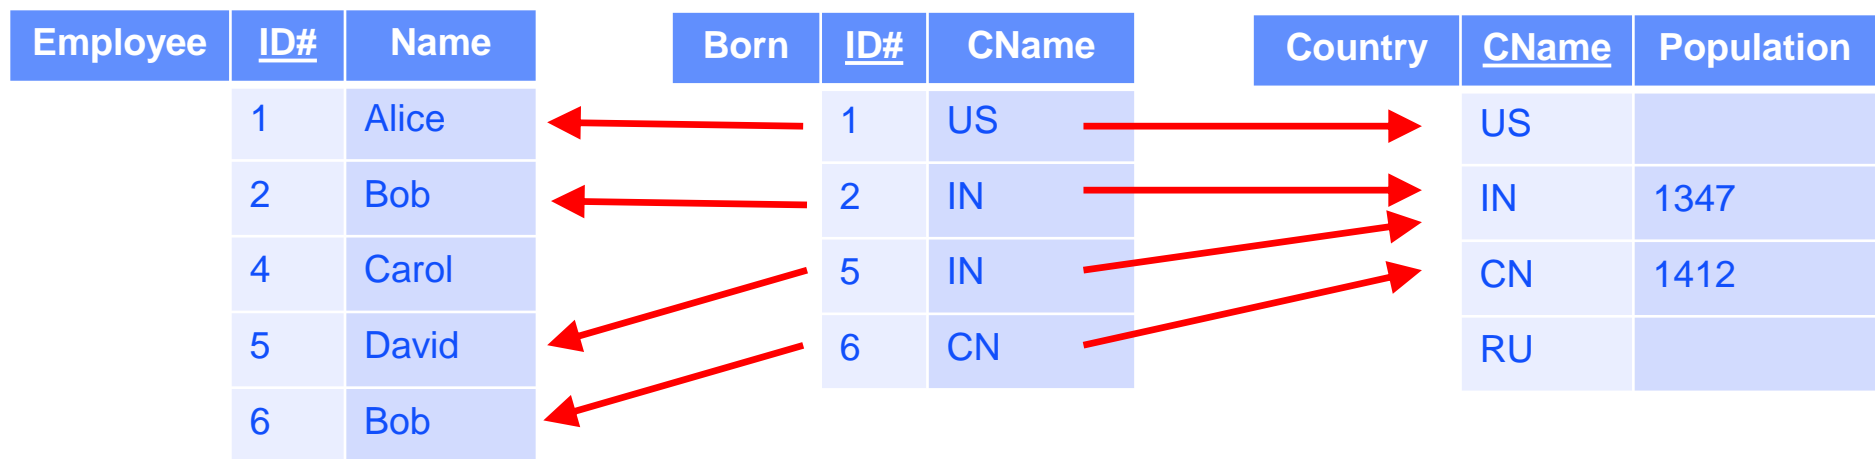 Employee ID# Name
1 Alice
2 Bob
4 Carol
5 David
6 Bob
Born ID# CName
1 US
2 IN
5 IN
6 CN
Country CName Population
US
IN 1347
CN 1412
RU